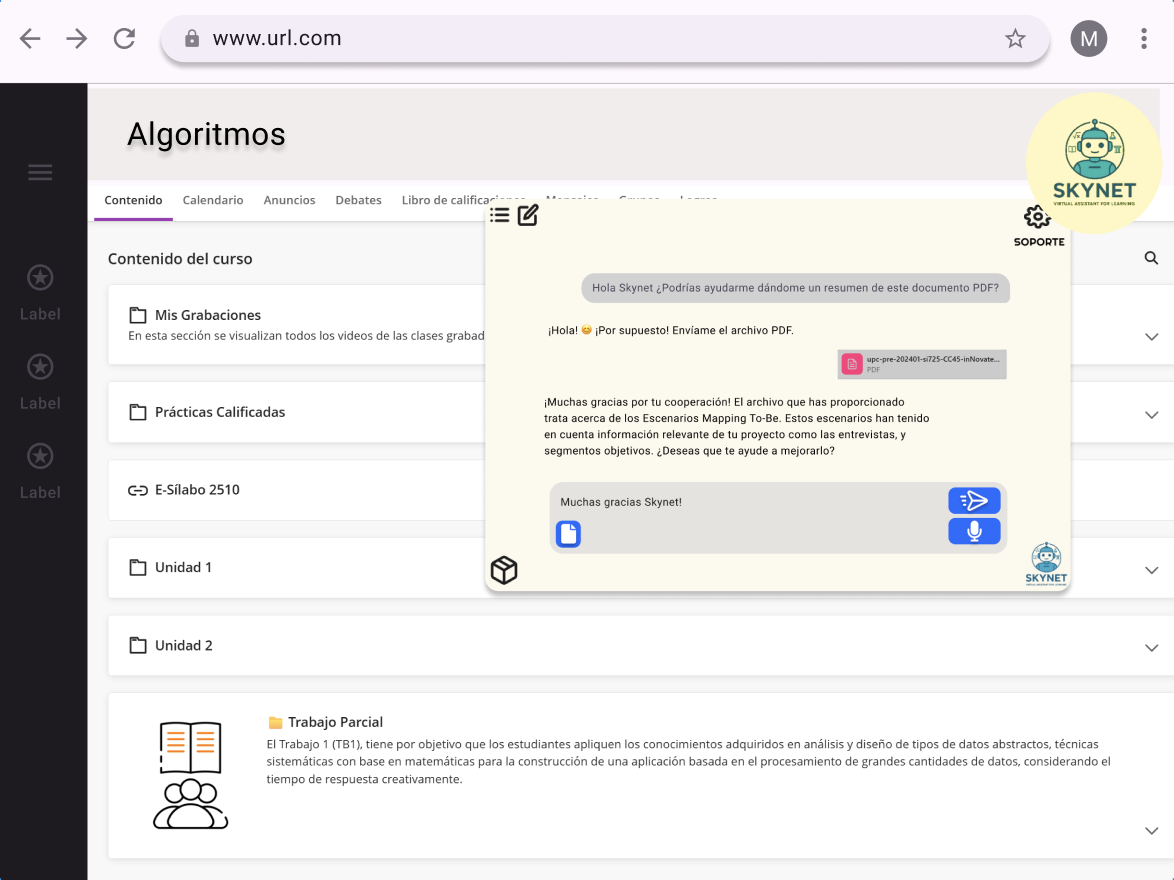 www.url.com
M
Algoritmos
SKYNET
VIRTUAL ASSISTANT FOR LEARNING
Contenido
Calendario
Anuncios
Debates
Libro de calificaciones
Mensajes
Grupos
Logros
SOPORTE
Contenido del curso
Hola Skynet ¿Podrías ayudarme dándome un resumen de este documento PDF?
¡Hola! 😊 ¡Por supuesto! Envíame el archivo PDF.
upc-pre-202401-si725-CC45-inNovate...
PDF
¡Muchas gracias por tu cooperación! El archivo que has proporcionado
trata acerca de los Escenarios Mapping To-Be. Estos escenarios han tenido
en cuenta información relevante de tu proyecto como las entrevistas, y
segmentos objetivos. ¿Deseas que te ayude a mejorarlo?
Muchas gracias Skynet!
SKYNET
Label
Label
Label
Mis Grabaciones
En esta sección se visualizan todos los videos de las clases grabad
Prácticas Calificadas
E-Sílabo 2510
Unidad 1
Unidad 2
Trabajo Parcial
El Trabajo 1 (TB1), tiene por objetivo que los estudiantes apliquen los conocimientos adquiridos en análisis y diseño de tipos de datos abstractos, técnicas
sistemáticas con base en matemáticas para la construcción de una aplicación basada en el procesamiento de grandes cantidades de datos, considerando el
tiempo de respuesta creativamente.